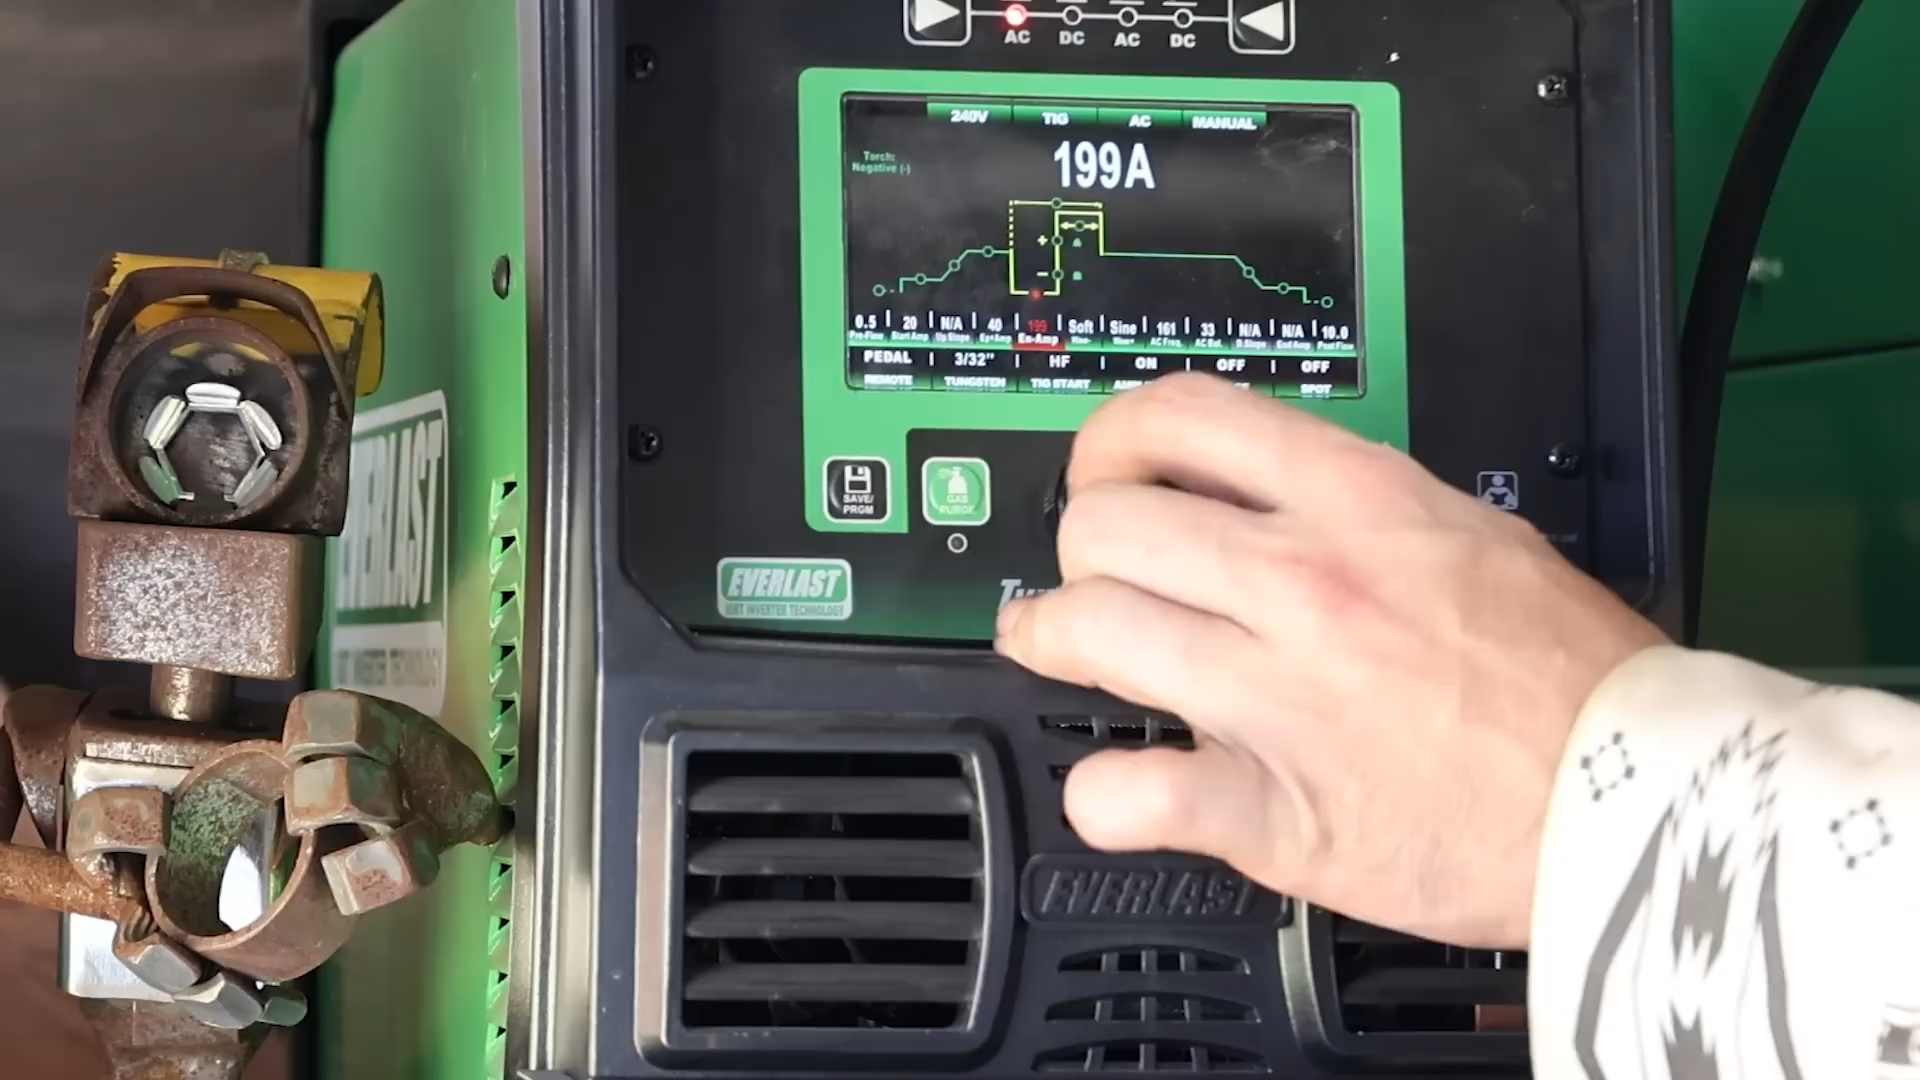 AC DC AC DC
240V TIG AC MANUAL
Torch:
Negative (-)
199A
+
−
0.5 20 N/A 40 199 Soft Sine 161 33 N/A N/A 10.0
Pre-Flow Start Amp Up Slope Ep+Amp En-Amp Wave- Wave+ AC Freq. AC Bal. D.Slope End Amp Post Flow
PEDAL 3/32" HF ON OFF OFF
REMOTE TUNGSTEN TIG START SPOT
SAVE/
PRGM
GAS
PURGE
EVERLAST
IGBT INVERTER TECHNOLOGY
EVERLAST
EVERLAST